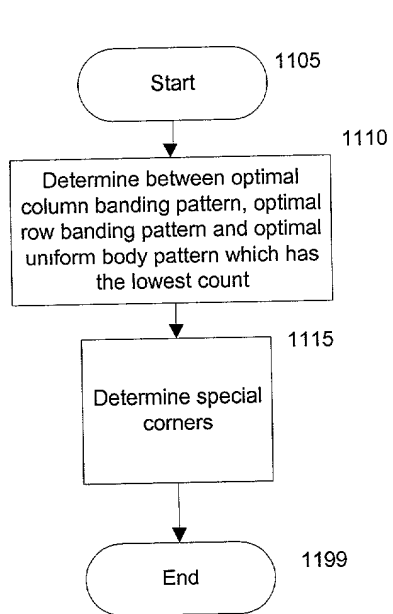 1105
Start
1110
Determine between optimal
column banding pattern, optimal
row banding pattern and optimal
uniform body pattern which has
the lowest count
1115
Determine special
corners
1199
End